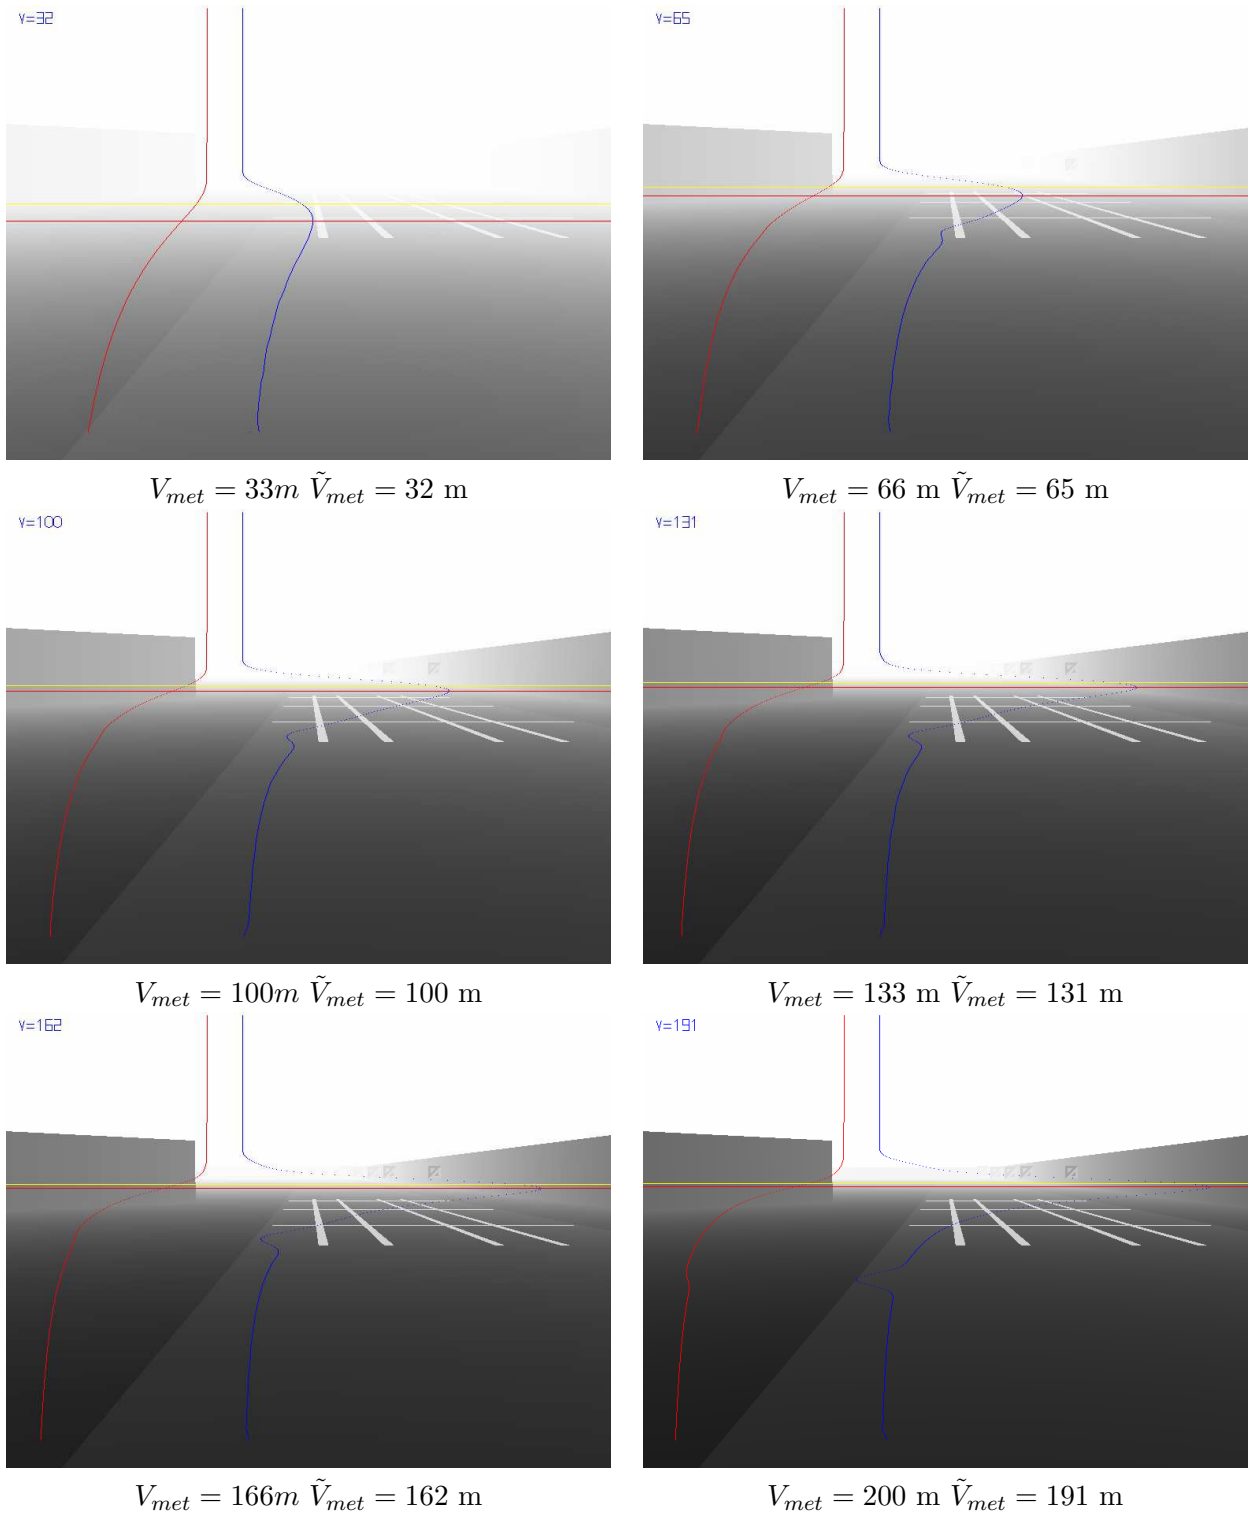 V=32
V=65
V_met = 33m Ṽ_met = 32 m
V_met = 66 m Ṽ_met = 65 m
V=100
V=131
V_met = 100m Ṽ_met = 100 m
V_met = 133 m Ṽ_met = 131 m
V=162
V=191
V_met = 166m Ṽ_met = 162 m
V_met = 200 m Ṽ_met = 191 m